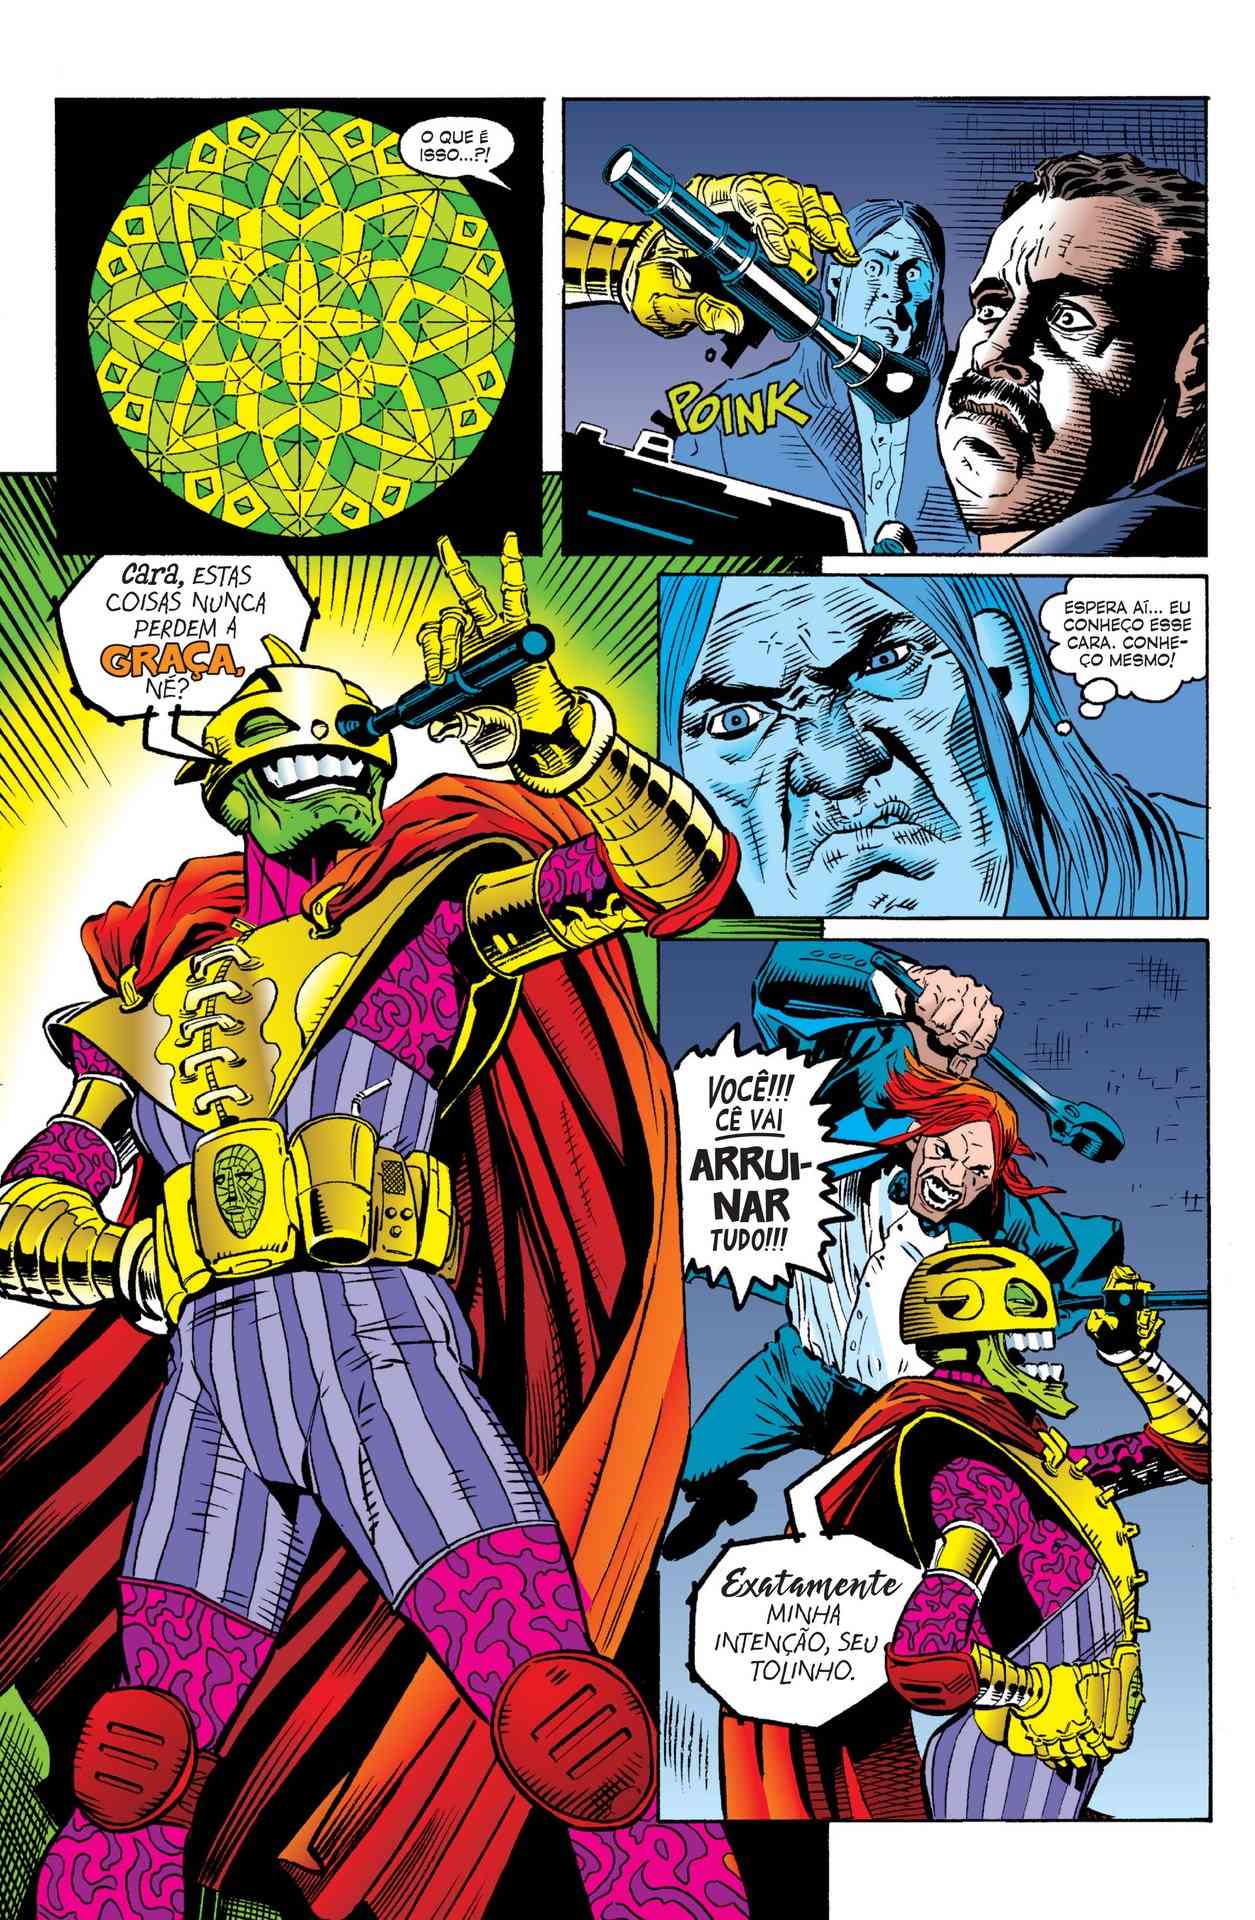 O QUE É
ISSO...?!
POINK
Cara, ESTAS
COISAS NUNCA
PERDEM A
GRAÇA,
NÉ?
ESPERA AÍ... EU
CONHEÇO ESSE
CARA. CONHE-
ÇO MESMO!
VOCÊ!!!
CÊ VAI
ARRUI-
NAR
TUDO!!!
Exatamente
MINHA
INTENÇÃO, SEU
TOLINHO.